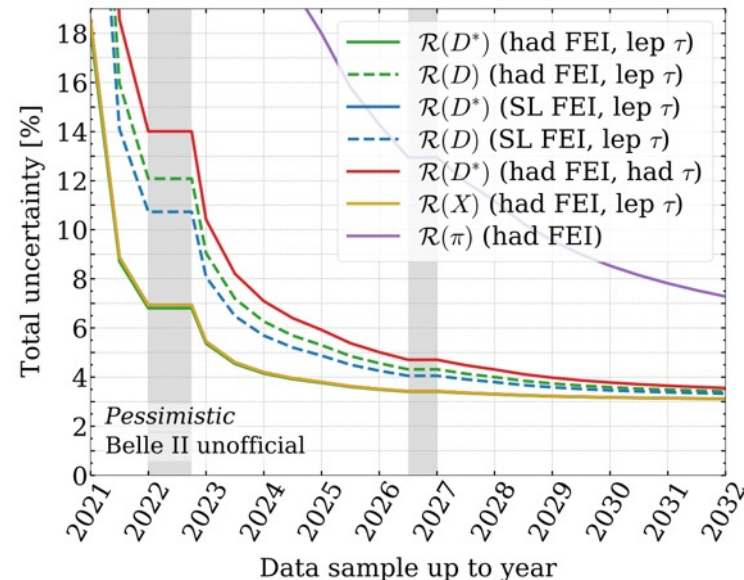 18
16
14
12
10
8
6
4
2
0
Total uncertainty [%]
ℛ(D*) (had FEI, lep τ)
ℛ(D) (had FEI, lep τ)
ℛ(D*) (SL FEI, lep τ)
ℛ(D) (SL FEI, lep τ)
ℛ(D*) (had FEI, had τ)
ℛ(X) (had FEI, lep τ)
ℛ(π) (had FEI)
Pessimistic
Belle II unofficial
2021 2022 2023 2024 2025 2026 2027 2028 2029 2030 2031 2032
Data sample up to year